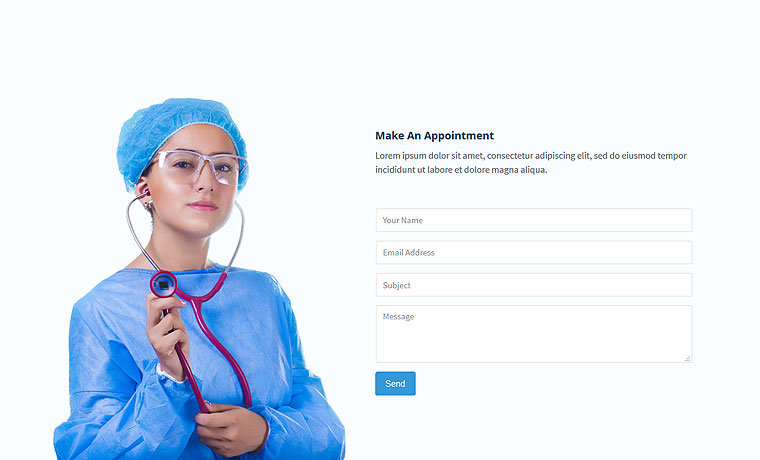 Make An Appointment
Lorem ipsum dolor sit amet, consectetur adipiscing elit, sed do eiusmod tempor
incididunt ut labore et dolore magna aliqua.
Your Name
Email Address
Subject
Message
Send